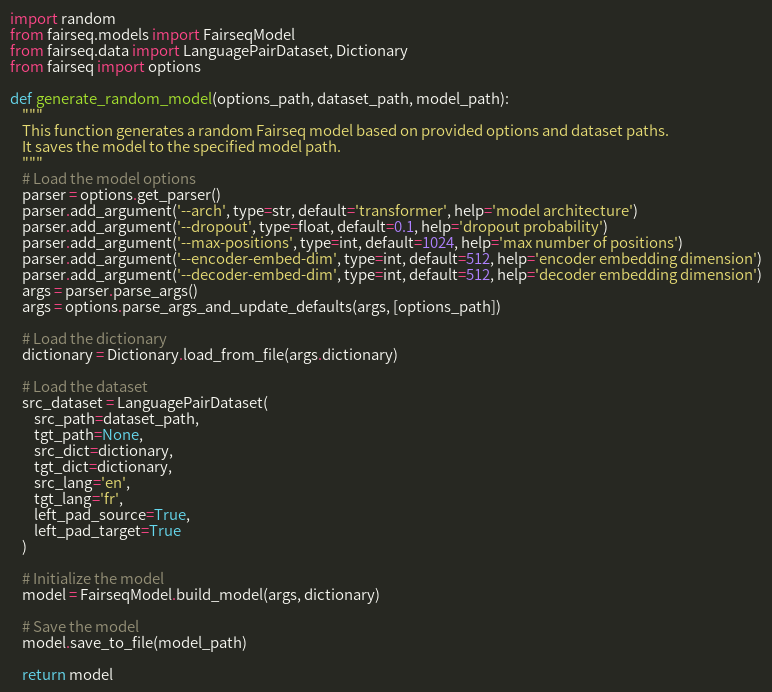 import random
from fairseq.models import FairseqModel
from fairseq.data import LanguagePairDataset, Dictionary
from fairseq import options

def generate_random_model(options_path, dataset_path, model_path):
    """
    This function generates a random Fairseq model based on provided options and dataset paths.
    It saves the model to the specified model path.
    """
    # Load the model options
    parser = options.get_parser()
    parser.add_argument('--arch', type=str, default='transformer', help='model architecture')
    parser.add_argument('--dropout', type=float, default=0.1, help='dropout probability')
    parser.add_argument('--max-positions', type=int, default=1024, help='max number of positions')
    parser.add_argument('--encoder-embed-dim', type=int, default=512, help='encoder embedding dimension')
    parser.add_argument('--decoder-embed-dim', type=int, default=512, help='decoder embedding dimension')
    args = parser.parse_args()
    args = options.parse_args_and_update_defaults(args, [options_path])

    # Load the dictionary
    dictionary = Dictionary.load_from_file(args.dictionary)

    # Load the dataset
    src_dataset = LanguagePairDataset(
        src_path=dataset_path,
        tgt_path=None,
        src_dict=dictionary,
        tgt_dict=dictionary,
        src_lang='en',
        tgt_lang='fr',
        left_pad_source=True,
        left_pad_target=True
    )

    # Initialize the model
    model = FairseqModel.build_model(args, dictionary)

    # Save the model
    model.save_to_file(model_path)

    return model